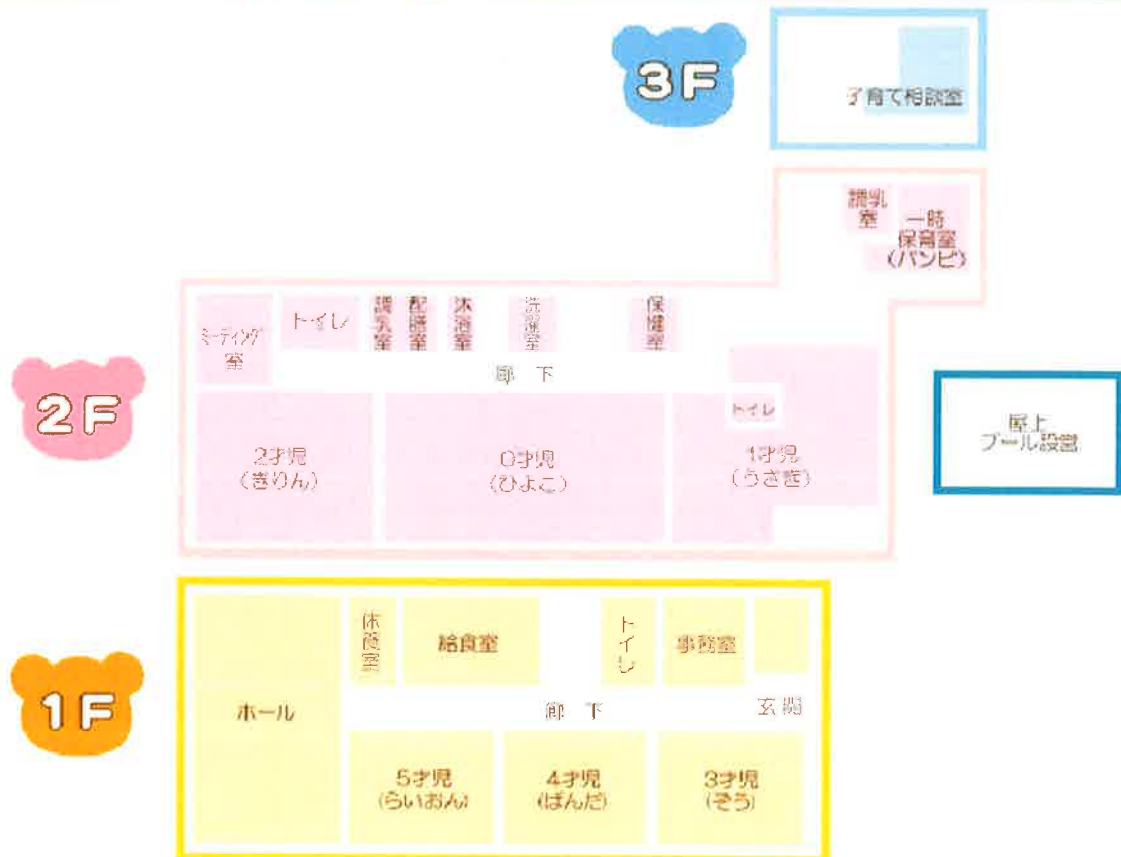 3F
子育て相談室
調乳
室
一時
保育室
(バンビ)
2F
ミーティング
室
トイレ
調乳室
配膳室
沐浴室
洗濯室
保健室
廊 下
トイレ
2才児
(きりん)
0才児
(ひよこ)
1才児
(うさぎ)
屋上
プール設営
1F
ホール
休養室
給食室
トイレ
事務室
廊 下
玄関
5才児
(らいおん)
4才児
(ぱんだ)
3才児
(ぞう)